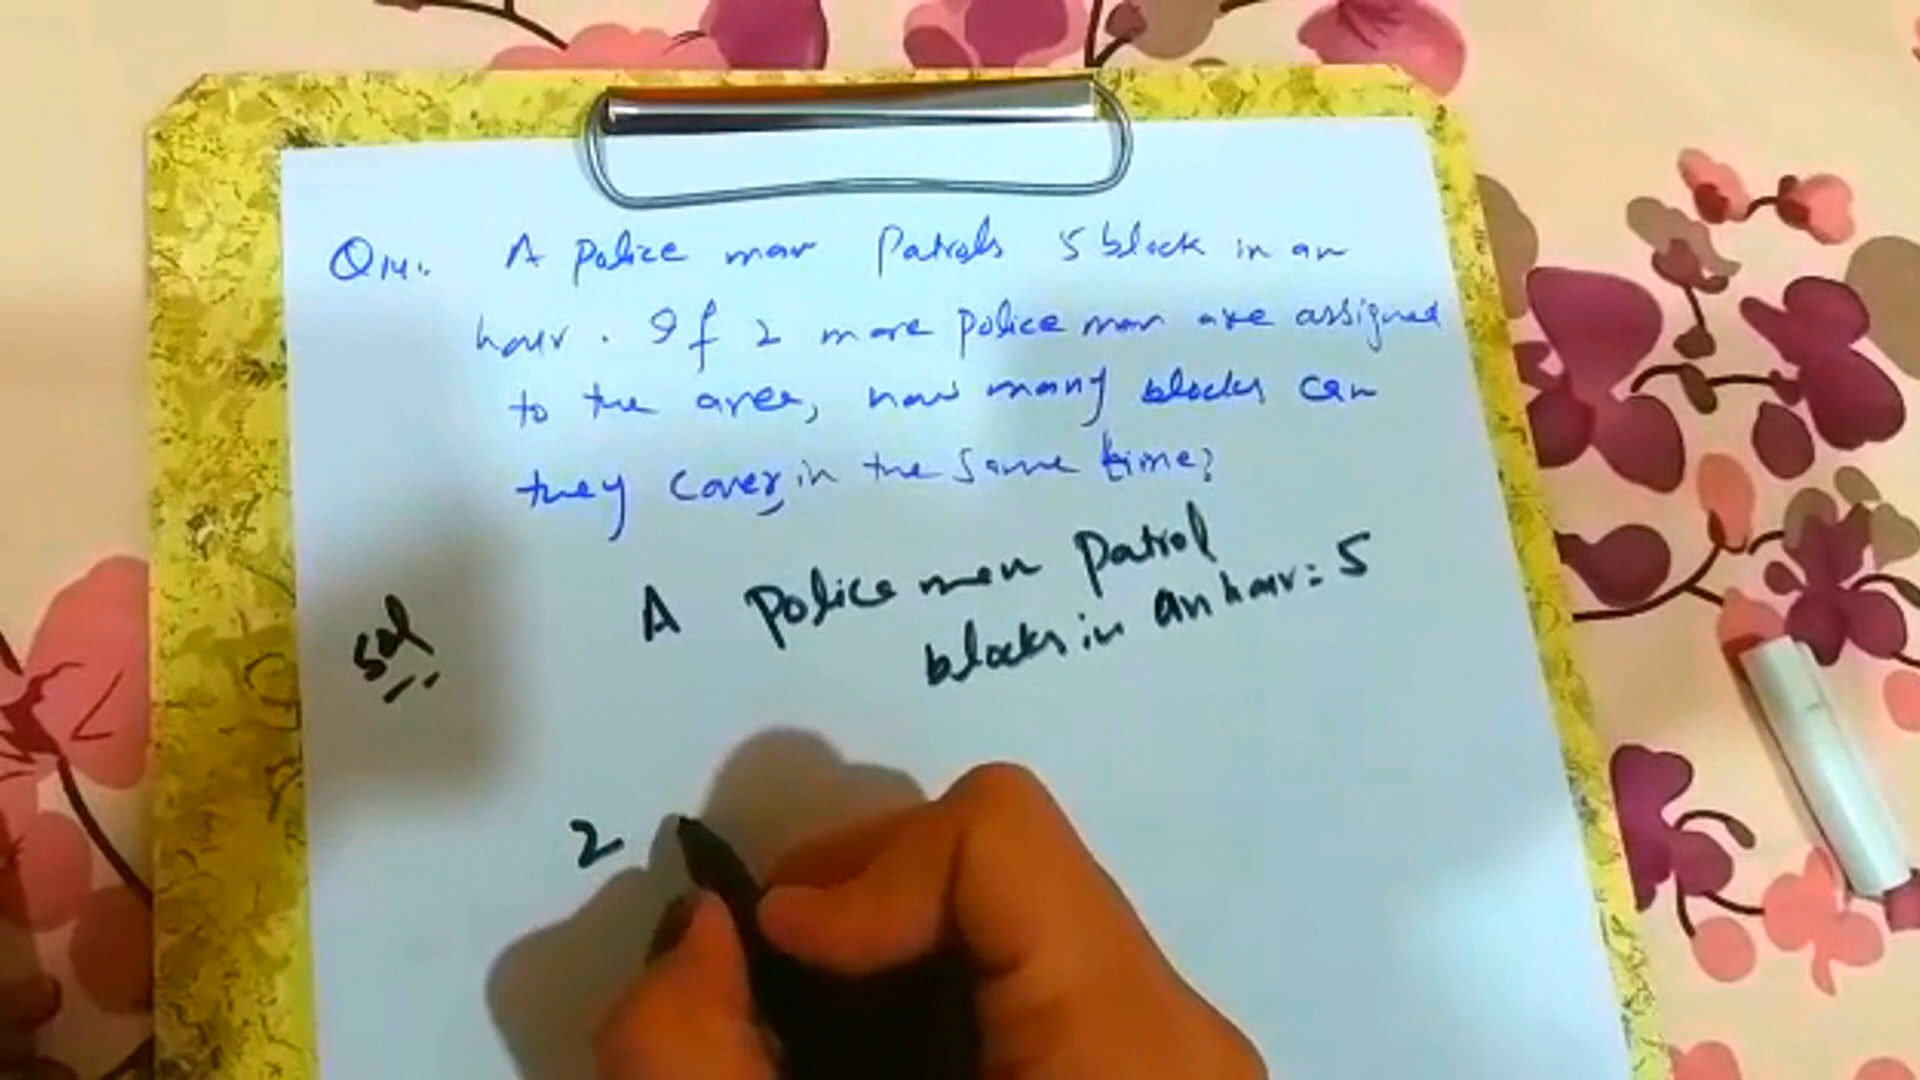 Q14. A Police man Patrols 5 block in an
hour. If 2 more police man are assigned
to the area, how many blocks can
they cover, in the same time?
Sol
A Police man patrol
blocks in an hour = 5
2